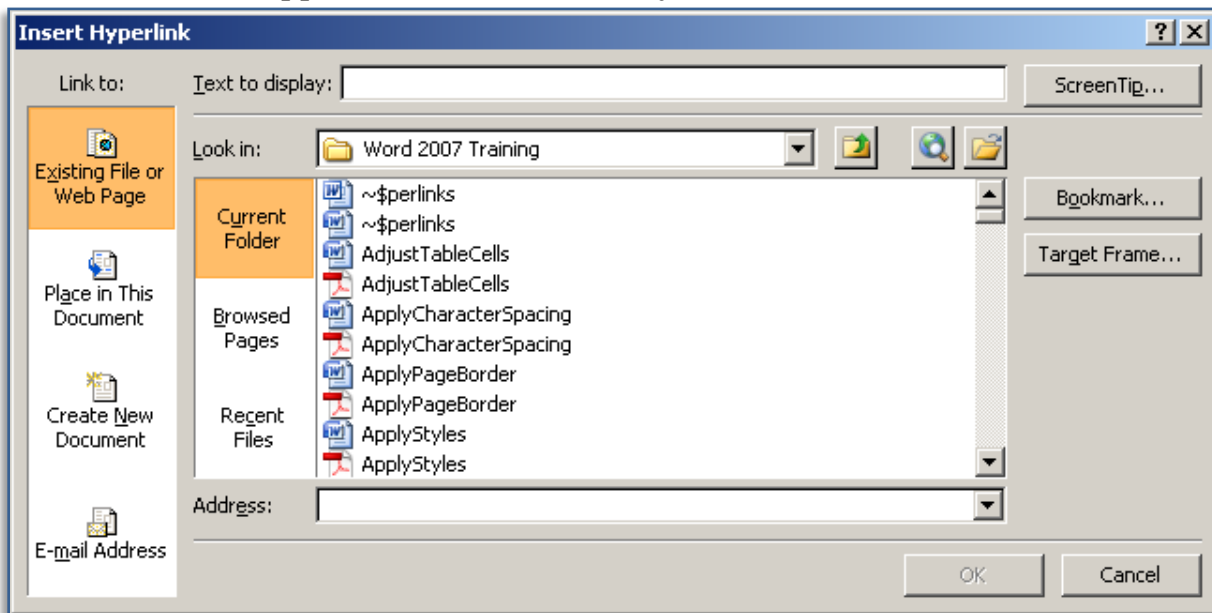 Insert Hyperlink
Link to:
Text to display:
ScreenTip...
Existing File or
Web Page
Place in This
Document
Create New
Document
E-mail Address
Look in:
Word 2007 Training
Current
Folder
Browsed
Pages
Recent
Files
~$perlinks
~$perlinks
AdjustTableCells
AdjustTableCells
ApplyCharacterSpacing
ApplyCharacterSpacing
ApplyPageBorder
ApplyPageBorder
ApplyStyles
ApplyStyles
Bookmark...
Target Frame...
Address:
OK
Cancel